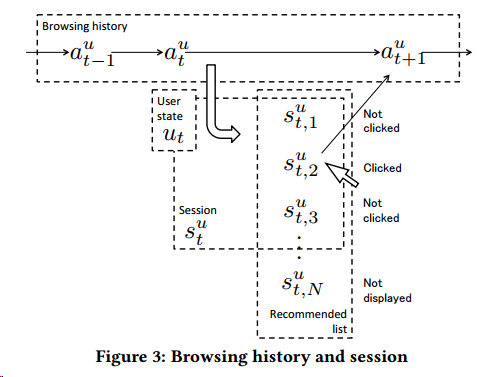 Browsing history
a^u_{t−1} a^u_t a^u_{t+1}
User
state
u_t
s^u_{t,1}
Not
clicked
s^u_{t,2}
Clicked
Session
s^u_t
s^u_{t,3}
Not
clicked
⋮
s^u_{t,N}
Not
displayed
Recommended
list
Figure 3: Browsing history and session